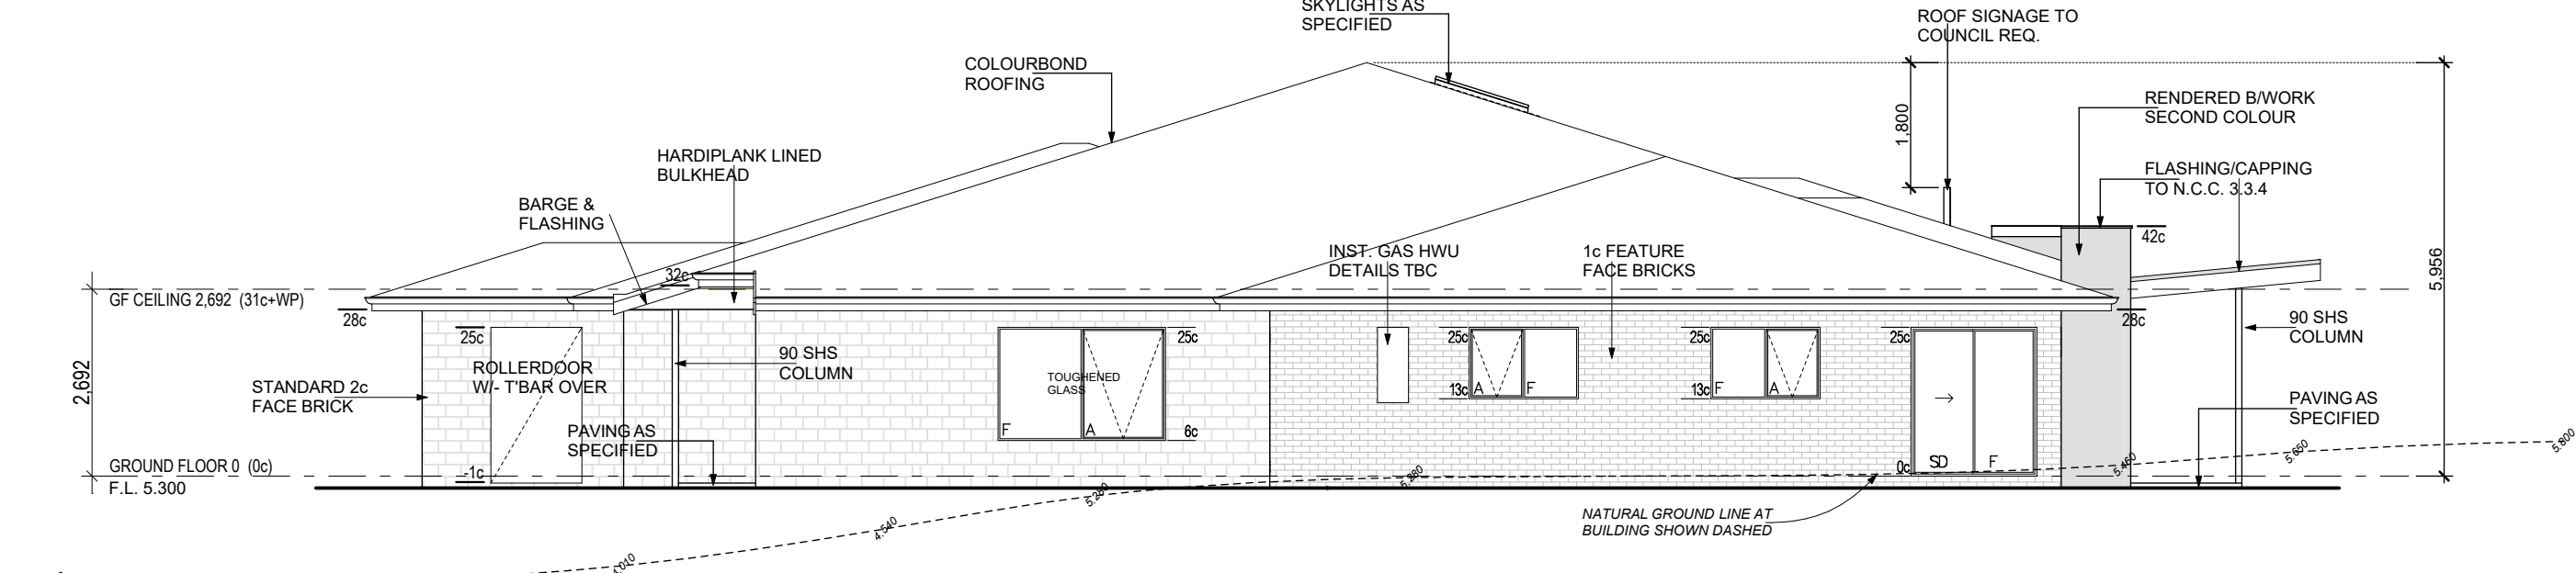 SKYLIGHTS AS
SPECIFIED
ROOF SIGNAGE TO
COUNCIL REQ.
COLOURBOND
ROOFING
RENDERED B/WORK
SECOND COLOUR
1,800
HARDIPLANK LINED
BULKHEAD
FLASHING/CAPPING
TO N.C.C. 3.3.4
BARGE &
FLASHING
42c
INST. GAS HWU
DETAILS TBC
1c FEATURE
FACE BRICKS
5,956
32c
GF CEILING 2,692 (31c+WP)
28c
28c
90 SHS
COLUMN
25c
25c
25c
25c
25c
90 SHS
COLUMN
ROLLERDOOR
W/- T'BAR OVER
TOUGHENED
GLASS
2,692
STANDARD 2c
FACE BRICK
13c
A
F
13c
F
A
PAVING AS
SPECIFIED
PAVING AS
SPECIFIED
F
A
6c
GROUND FLOOR 0 (0c)
F.L. 5.300
-1c
0c
SD
F
5.800
5.650
5.460
5.280
5.260
4.540
4.010
NATURAL GROUND LINE AT
BUILDING SHOWN DASHED